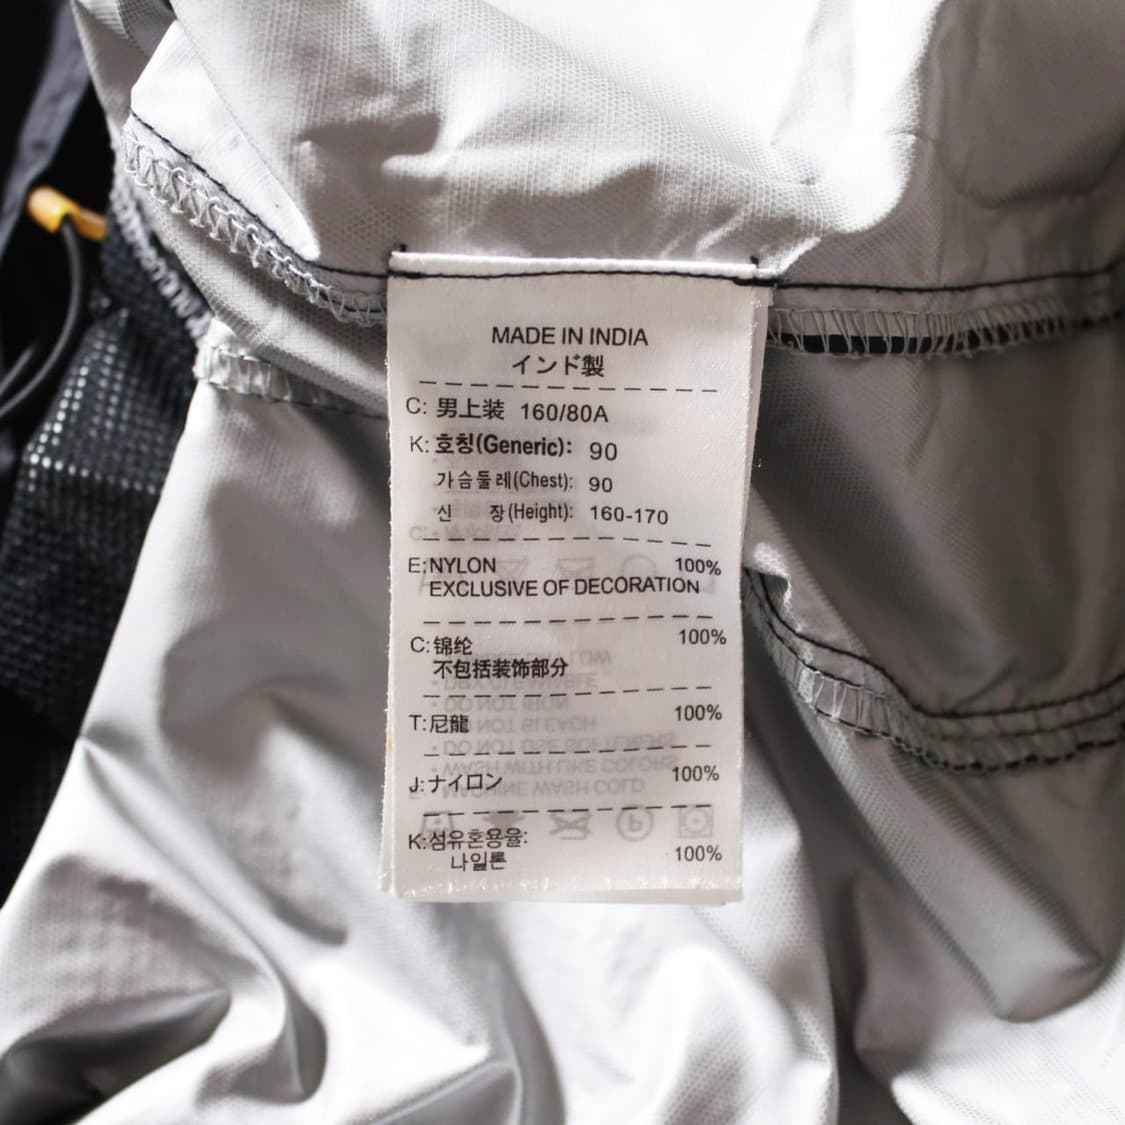 MADE IN INDIA
インド製
C: 男上装 160/80A
K: 호칭(Generic): 90
가슴둘레(Chest): 90
신 장(Height): 160-170
E: NYLON 100%
EXCLUSIVE OF DECORATION
C: 锦纶 100%
不包括装饰部分
T: 尼龍 100%
J: ナイロン 100%
K: 섬유혼용율:
나일론 100%